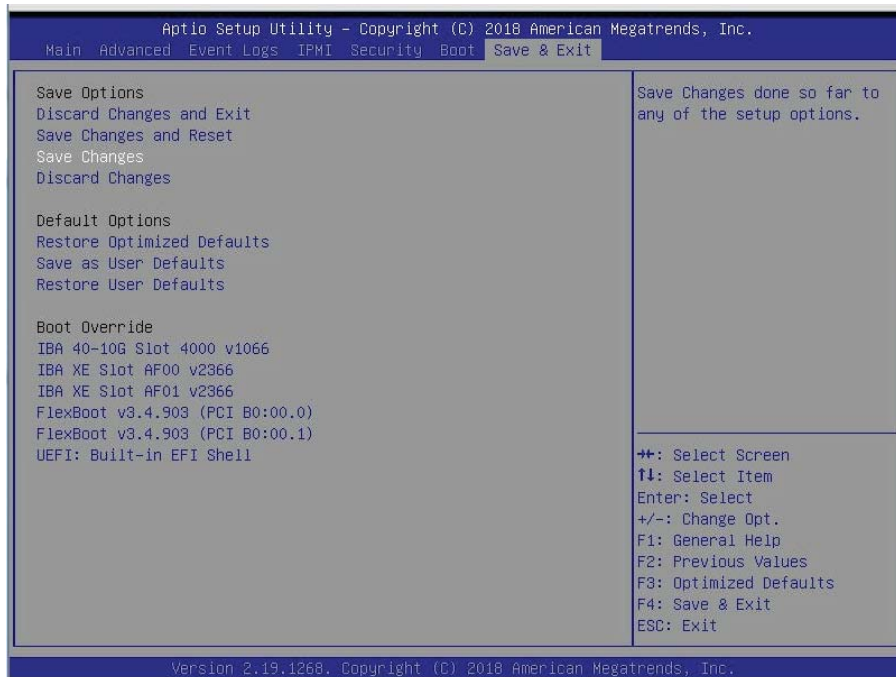 Aptio Setup Utility – Copyright (C) 2018 American Megatrends, Inc.
Main Advanced Event Logs IPMI Security Boot Save & Exit
Save Options
Discard Changes and Exit
Save Changes and Reset
Save Changes
Discard Changes
Default Options
Restore Optimized Defaults
Save as User Defaults
Restore User Defaults
Boot Override
IBA 40-10G Slot 4000 v1066
IBA XE Slot AF00 v2366
IBA XE Slot AF01 v2366
FlexBoot v3.4.903 (PCI B0:00.0)
FlexBoot v3.4.903 (PCI B0:00.1)
UEFI: Built-in EFI Shell
Save Changes done so far to
any of the setup options.
→←: Select Screen
↑↓: Select Item
Enter: Select
+/-: Change Opt.
F1: General Help
F2: Previous Values
F3: Optimized Defaults
F4: Save & Exit
ESC: Exit
Version 2.19.1268. Copyright (C) 2018 American Megatrends, Inc.